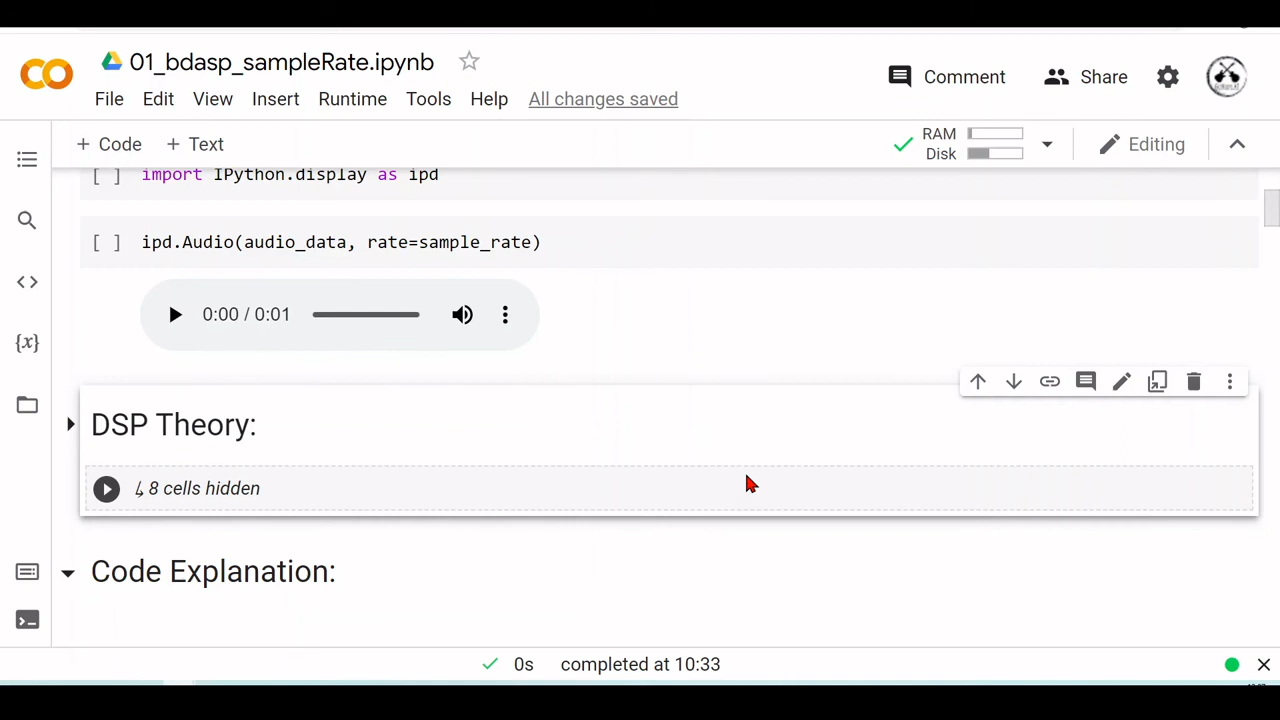 01_bdasp_sampleRate.ipynb
Comment
Share
File Edit View Insert Runtime Tools Help All changes saved
+ Code + Text
RAM
Disk
Editing
[ ] import IPython.display as ipd
[ ] ipd.Audio(audio_data, rate=sample_rate)
0:00 / 0:01
DSP Theory:
8 cells hidden
{x}
Code Explanation:
0s completed at 10:33